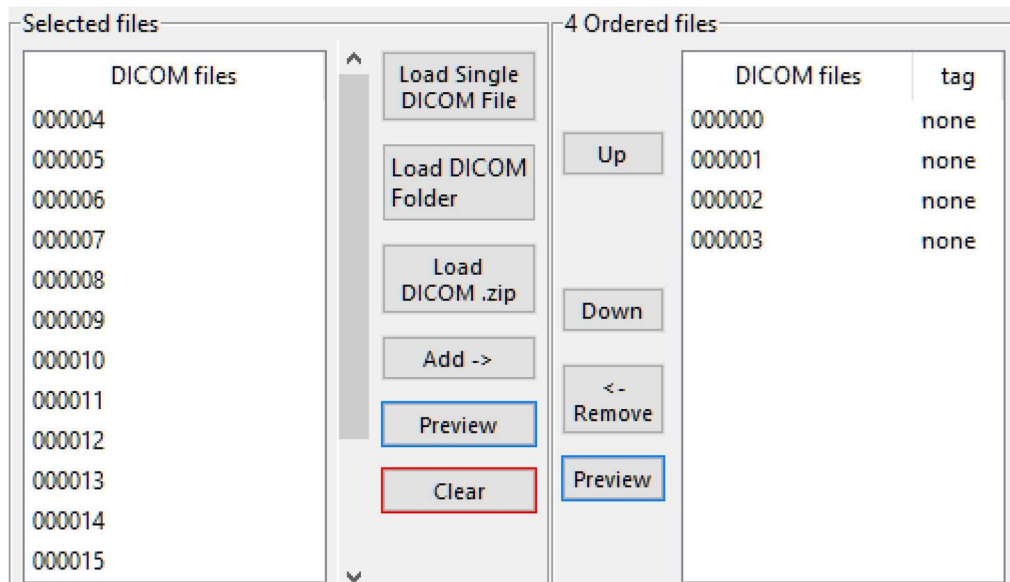 Selected files
DICOM files
000004
000005
000006
000007
000008
000009
000010
000011
000012
000013
000014
000015
Load Single
DICOM File
Load DICOM
Folder
Load
DICOM .zip
Add ->
Preview
Clear
4 Ordered files
Up
Down
<-
Remove
Preview
DICOM files tag
000000 none
000001 none
000002 none
000003 none